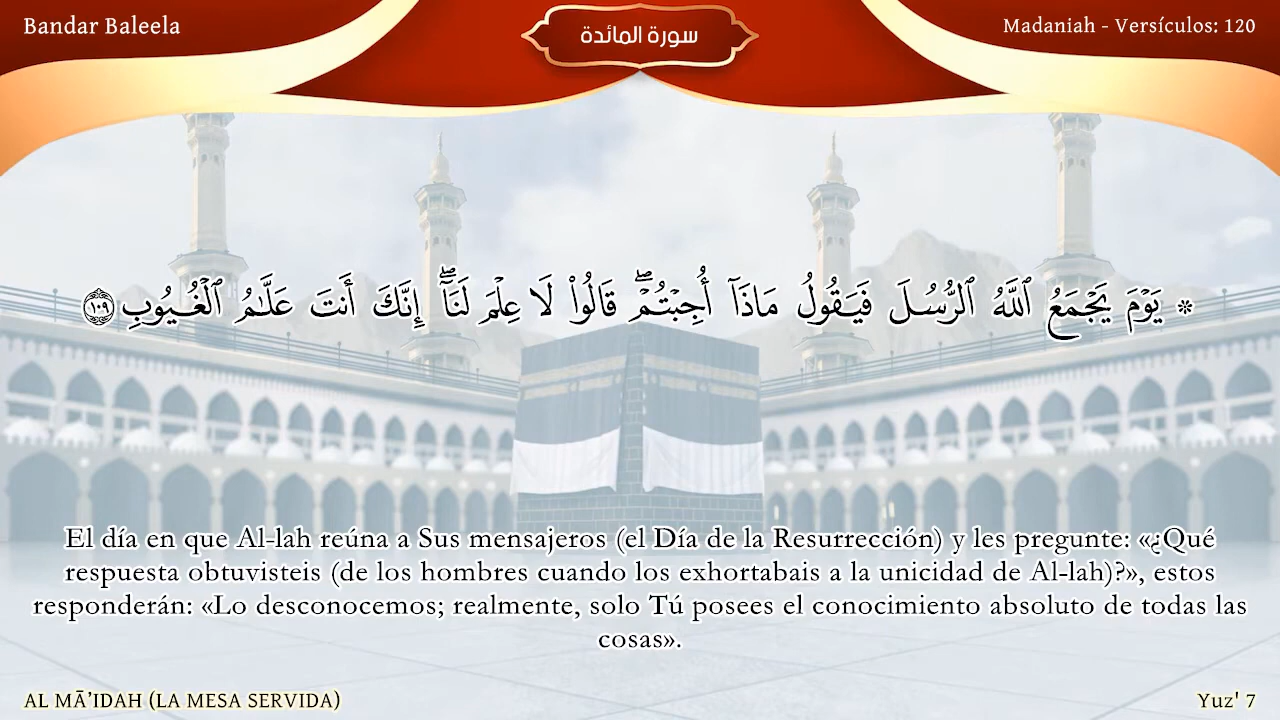 Bandar Baleela
سورة المائدة
Madaniah - Versículos: 120
۞ يَوْمَ يَجْمَعُ ٱللَّهُ ٱلرُّسُلَ فَيَقُولُ مَاذَآ أُجِبْتُمْ ۖ قَالُوا۟ لَا عِلْمَ لَنَآ ۖ إِنَّكَ أَنتَ عَلَّـٰمُ ٱلْغُيُوبِ ١٠٩
El día en que Al-lah reúna a Sus mensajeros (el Día de la Resurrección) y les pregunte: «¿Qué
respuesta obtuvisteis (de los hombres cuando los exhortabais a la unicidad de Al-lah)?», estos
responderán: «Lo desconocemos; realmente, solo Tú posees el conocimiento absoluto de todas las
cosas».
AL MĀ’IDAH (LA MESA SERVIDA)
Yuz' 7